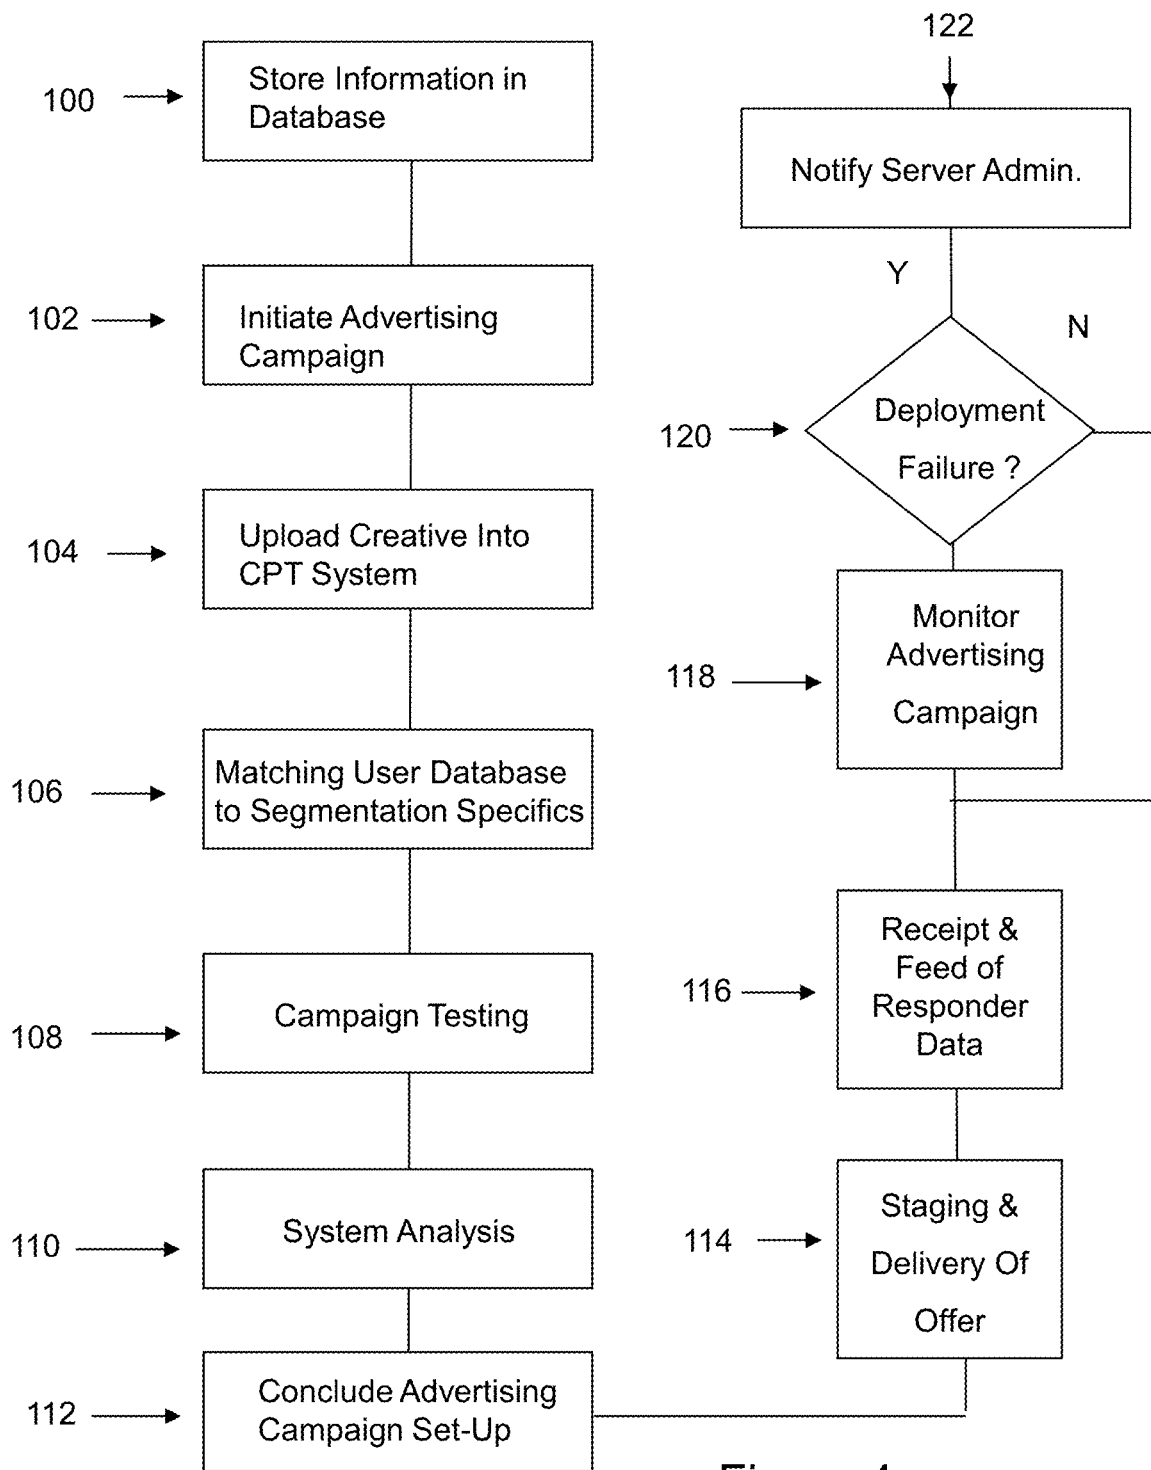 100
Store Information in
Database
102
Initiate Advertising
Campaign
104
Upload Creative Into
CPT System
106
Matching User Database
to Segmentation Specifics
108
Campaign Testing
110
System Analysis
112
Conclude Advertising
Campaign Set-Up
122
Notify Server Admin.
Y
N
120
Deployment
Failure ?
118
Monitor
Advertising
Campaign
116
Receipt &
Feed of
Responder
Data
114
Staging &
Delivery Of
Offer